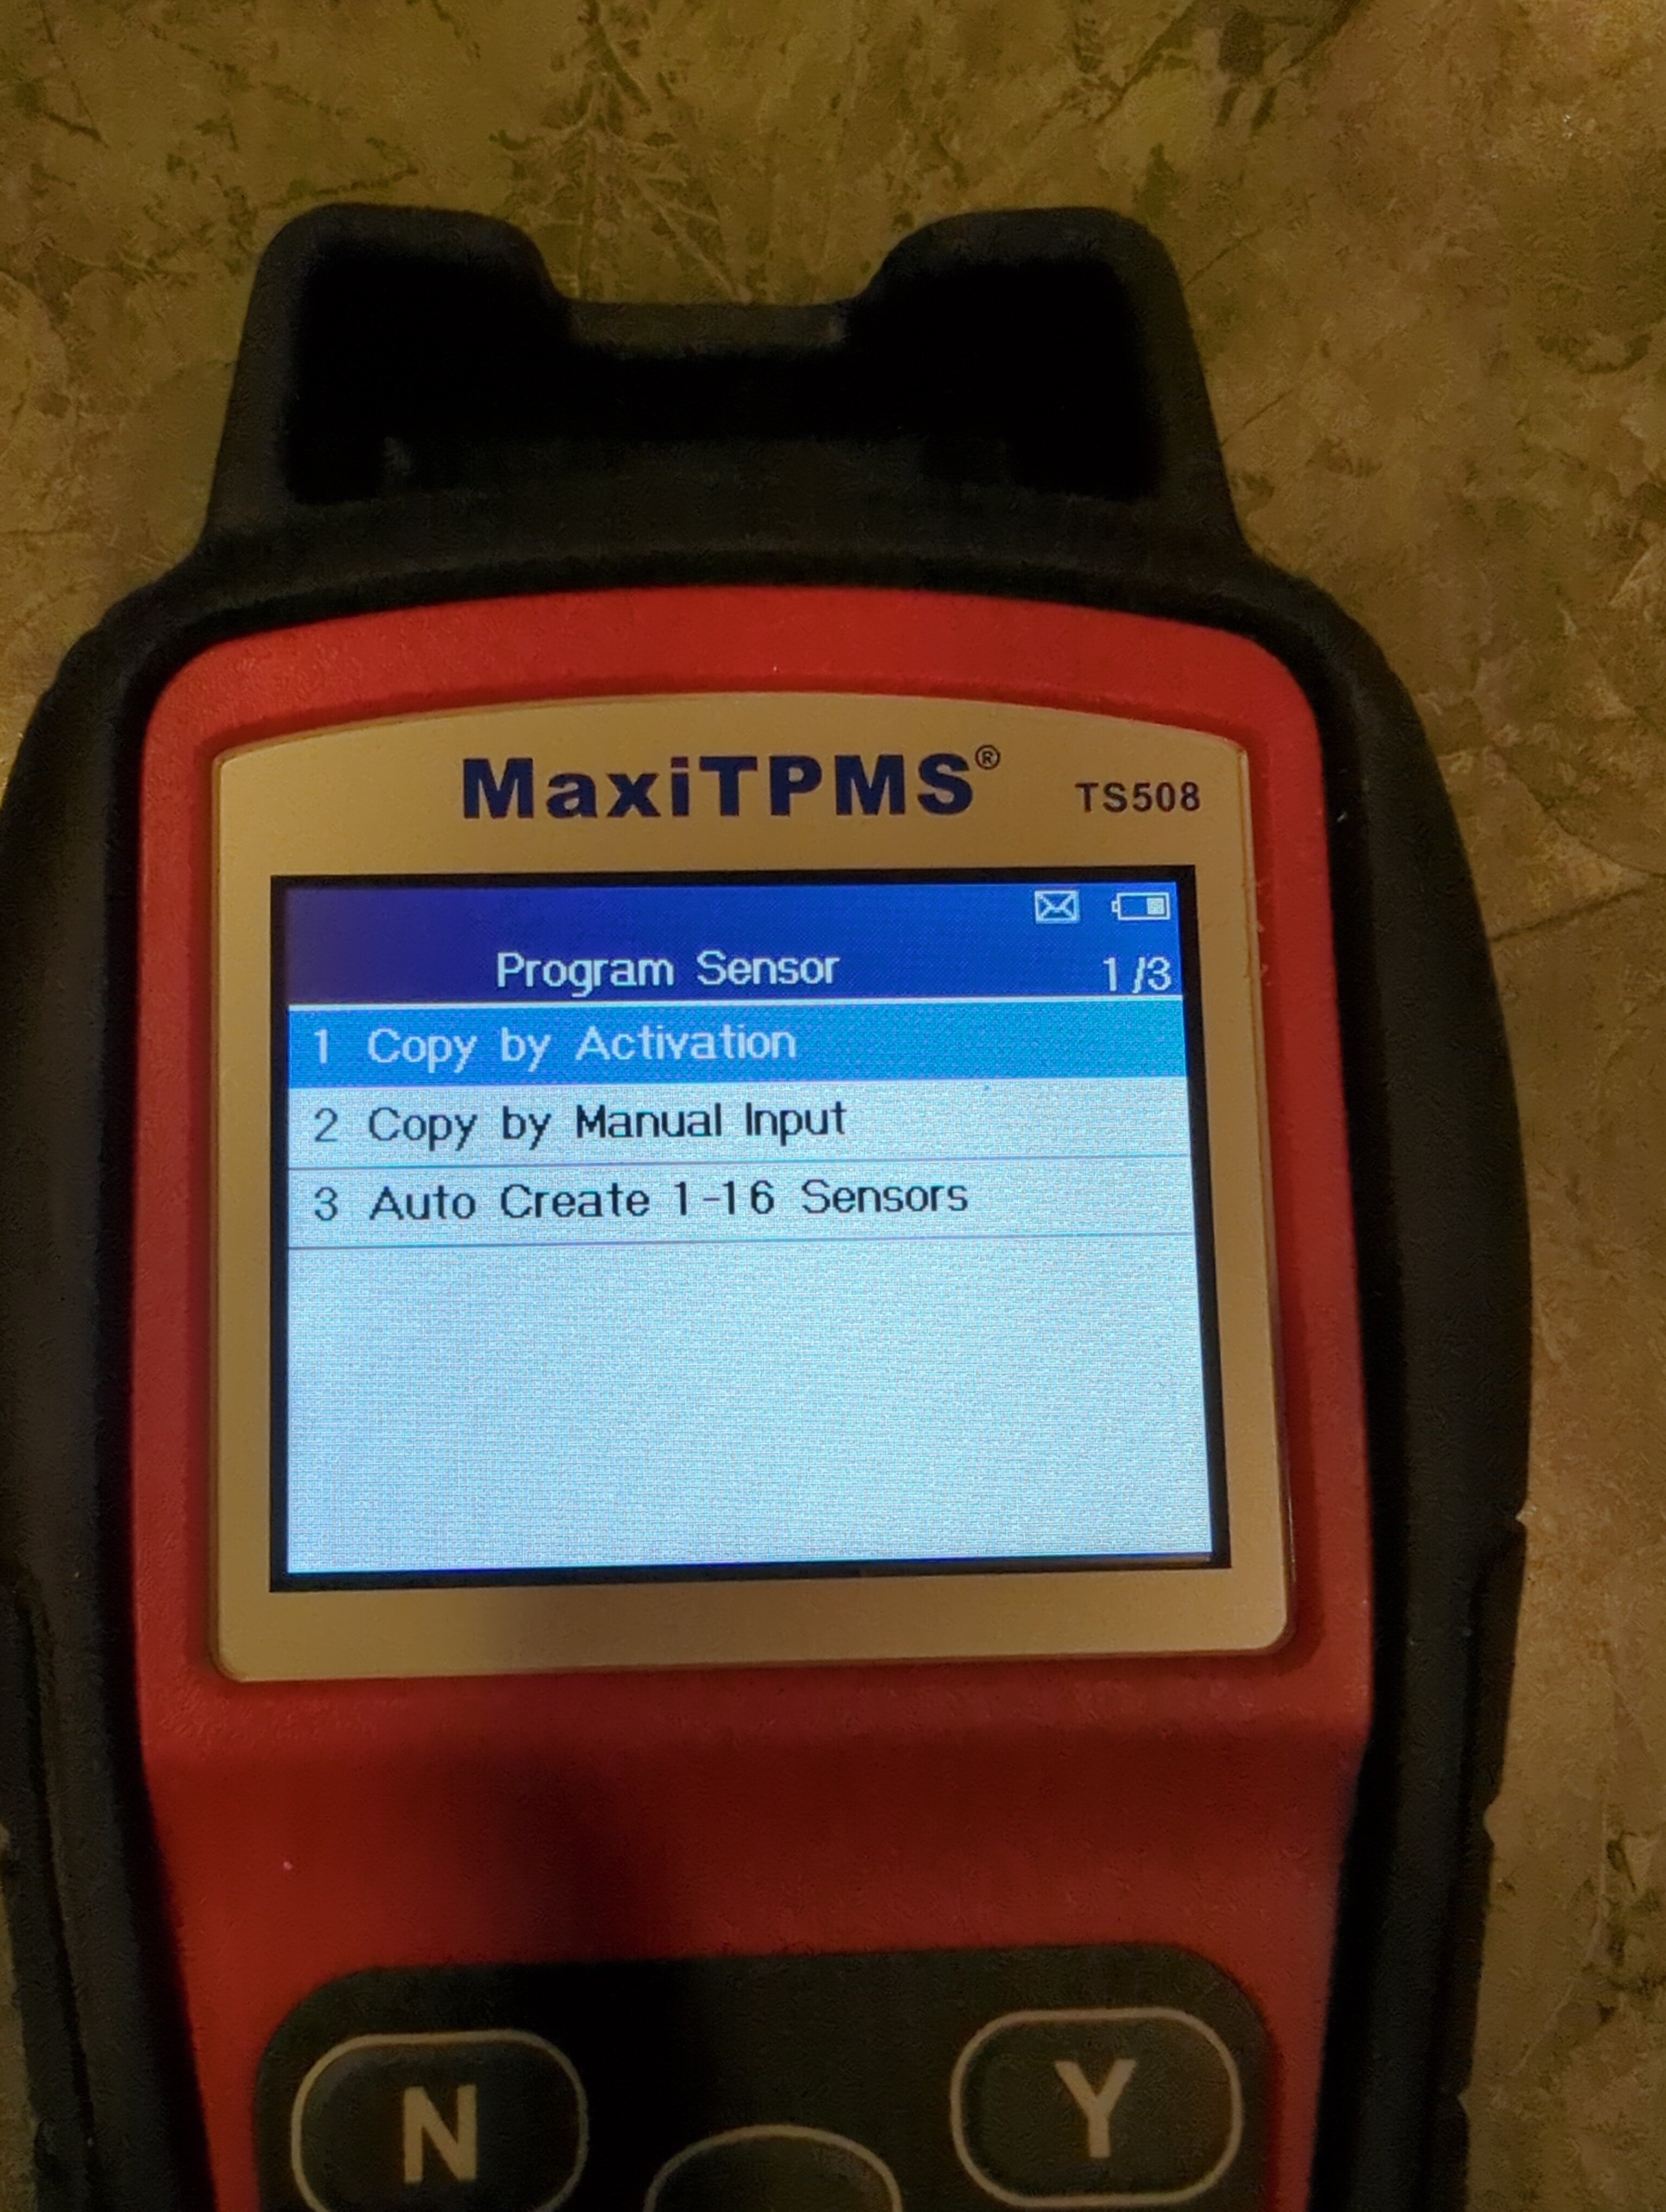 MaxiTPMS® TS508
Program Sensor 1/3
1 Copy by Activation
2 Copy by Manual Input
3 Auto Create 1-16 Sensors
N Y